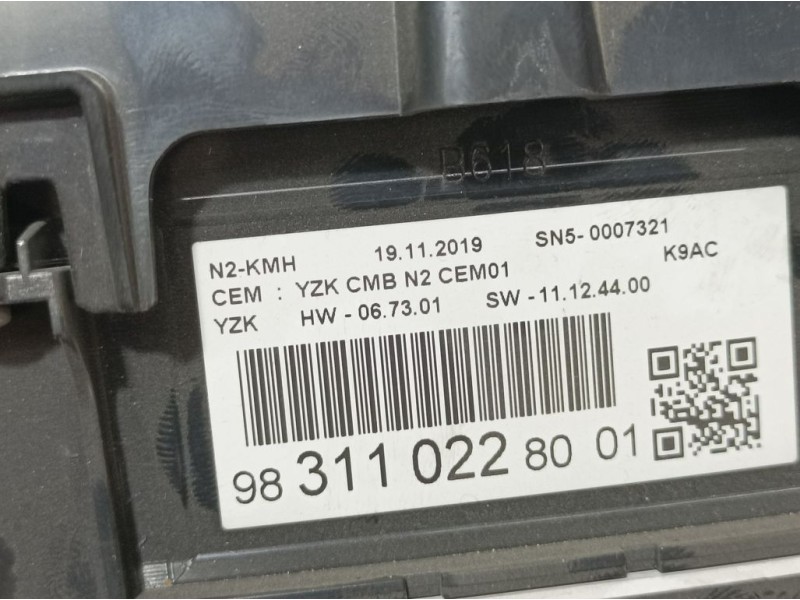 B618
N2-KMH 19.11.2019 SN5-0007321
CEM : YZK CMB N2 CEM01 K9AC
YZK HW - 06.73.01 SW - 11.12.44.00
98 311 022 80 01